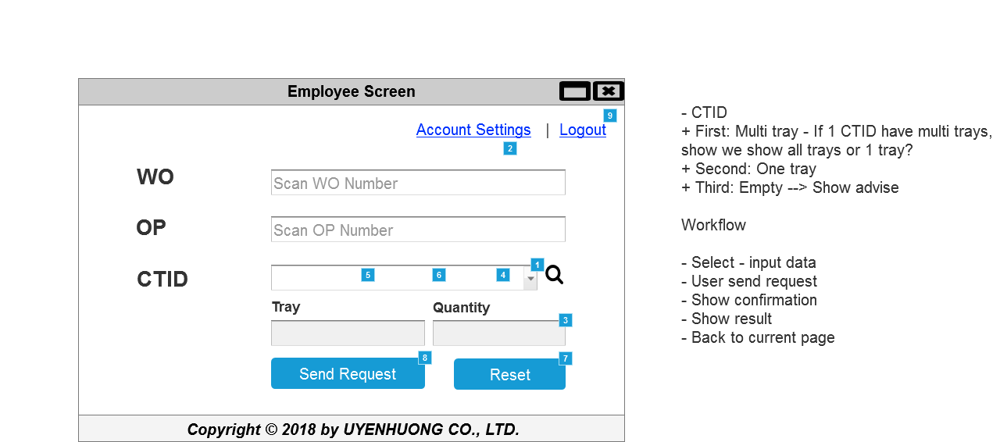 Employee Screen
9
Account Settings | Logout
2
WO
Scan WO Number
OP
Scan OP Number
1
CTID
5 6 4
Tray Quantity
3
8 7
Send Request Reset
Copyright © 2018 by UYENHUONG CO., LTD.
- CTID
+ First: Multi tray - If 1 CTID have multi trays,
show we show all trays or 1 tray?
+ Second: One tray
+ Third: Empty --> Show advise
Workflow
- Select - input data
- User send request
- Show confirmation
- Show result
- Back to current page